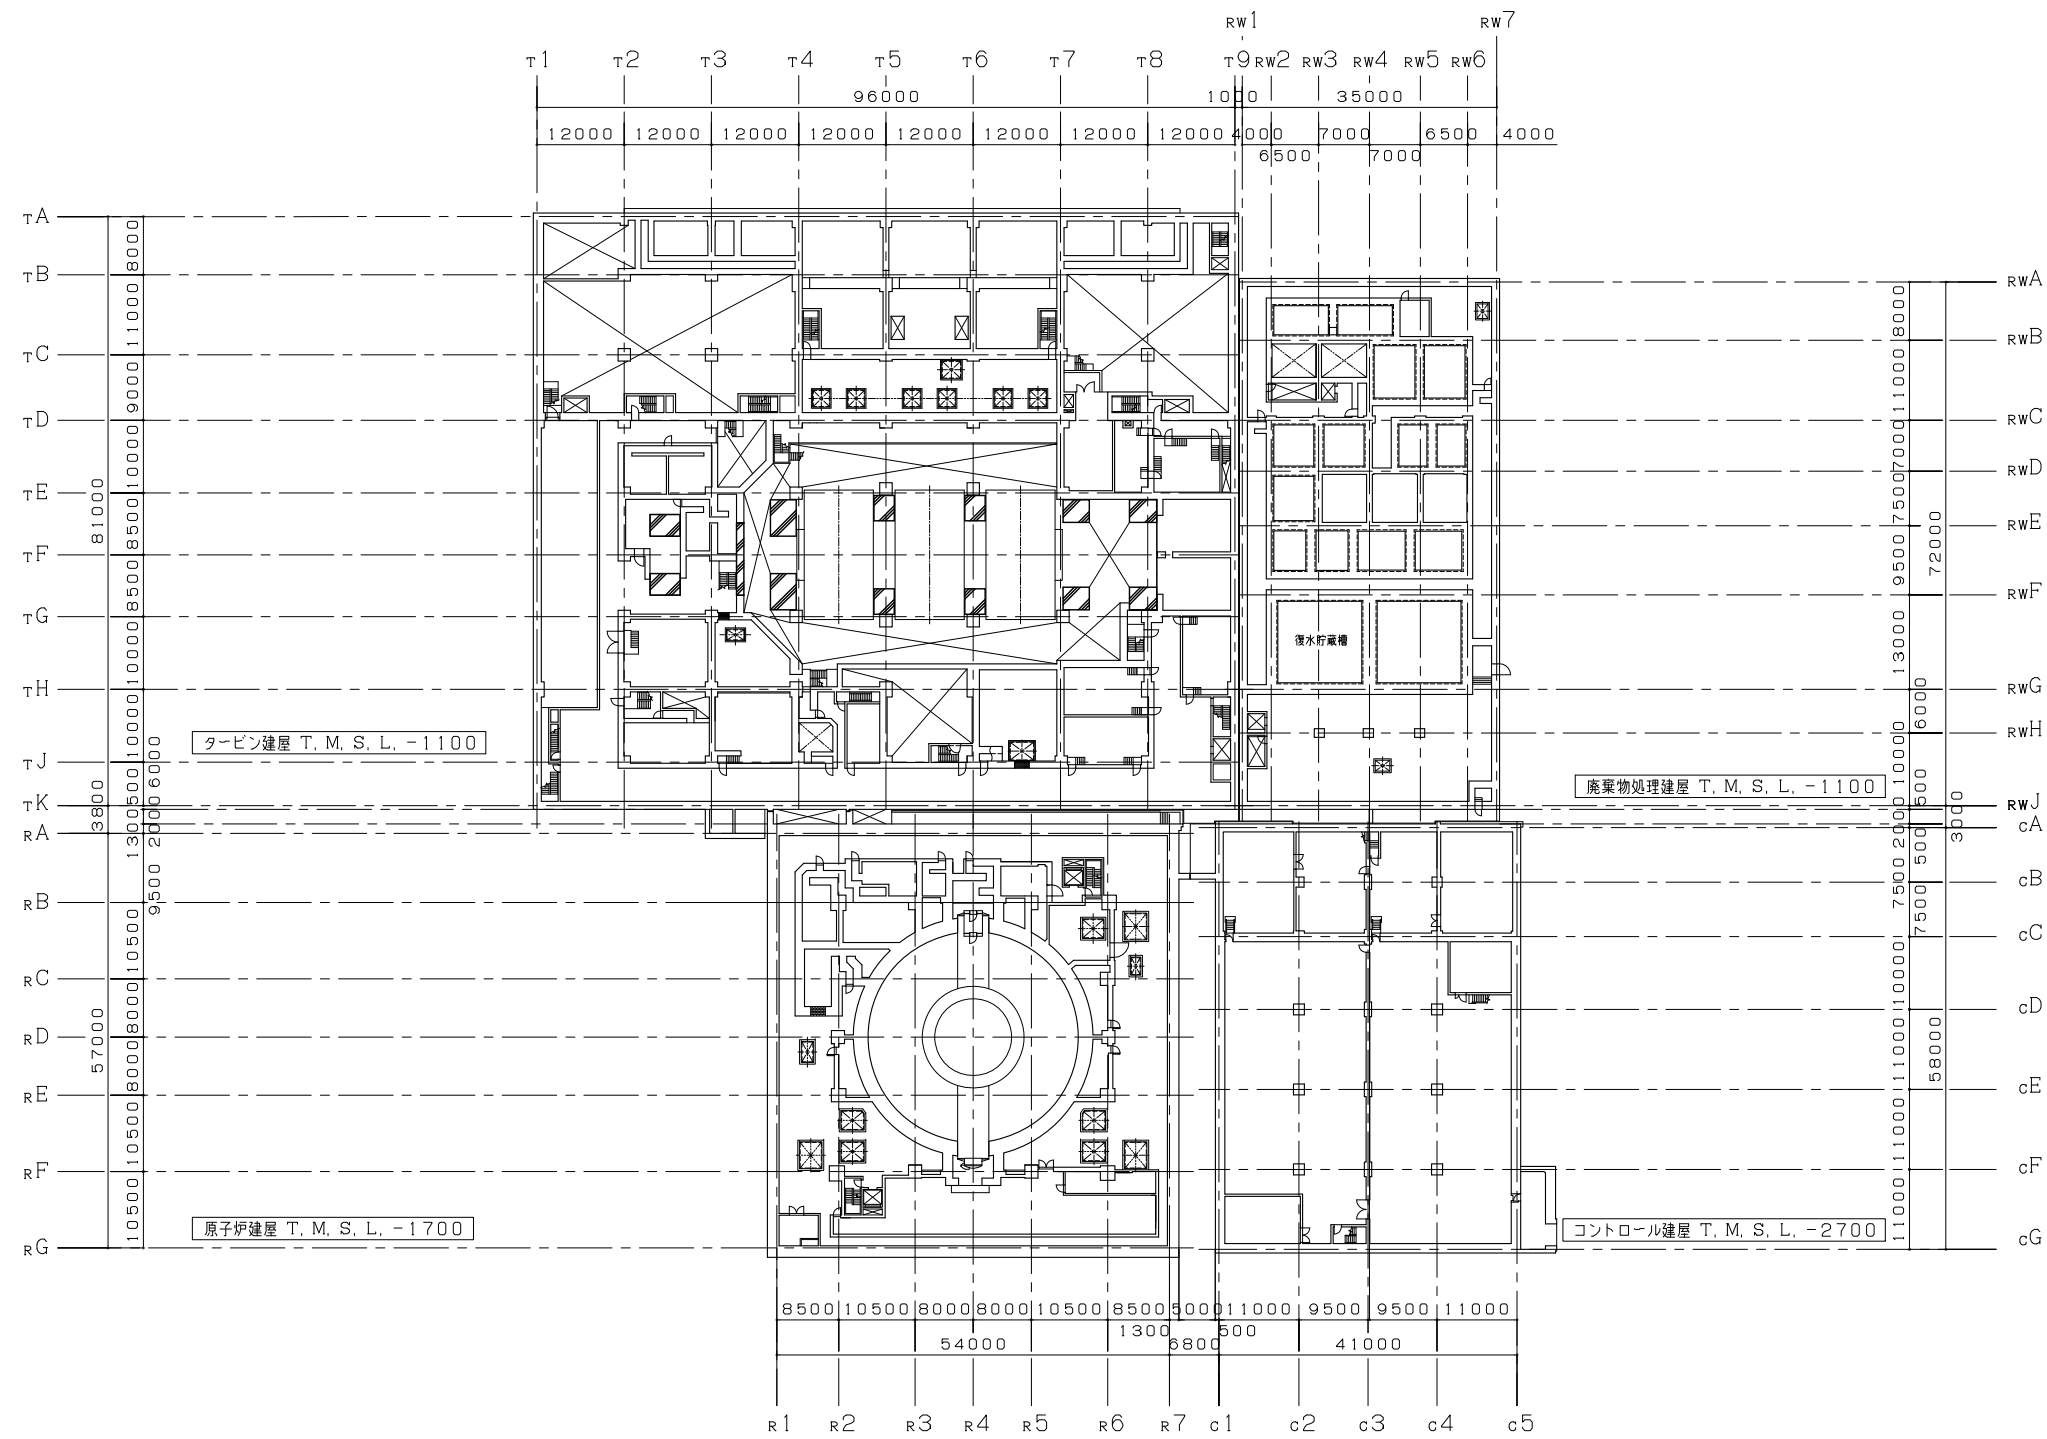 RW1 RW7
T1 T2 T3 T4 T5 T6 T7 T8 T9 RW2 RW3 RW4 RW5 RW6
96000 1000 35000
12000 12000 12000 12000 12000 12000 12000 12000 4000 7000 6500 4000
6500 7000
TA
TB
TC
TD
TE
TF
TG
TH
TJ
TK
RA
RB
RC
RD
RE
RF
RG
81000
3800
57000
8000
11000
9000
10000
8500
8500
10000
10000
6000
500
1300
2000
9500
10500
8000
8000
10500
10500
RWA
RWB
RWC
RWD
RWE
RWF
RWG
RWH
RWJ
CA
CB
CC
CD
CE
CF
CG
8000
11000
7000
7500
9500
13000
6000
10000
500
2000
500
7500
7500
10000
11000
11000
11000
72000
3000
58000
復水貯蔵槽
タービン建屋 T.M.S.L.-1100
廃棄物処理建屋 T.M.S.L.-1100
原子炉建屋 T.M.S.L.-1700
コントロール建屋 T.M.S.L.-2700
8500 10500 8000 8000 10500 8500 5000 11000 9500 9500 11000
1300 500
54000 6800 41000
R1 R2 R3 R4 R5 R6 R7 C1 C2 C3 C4 C5